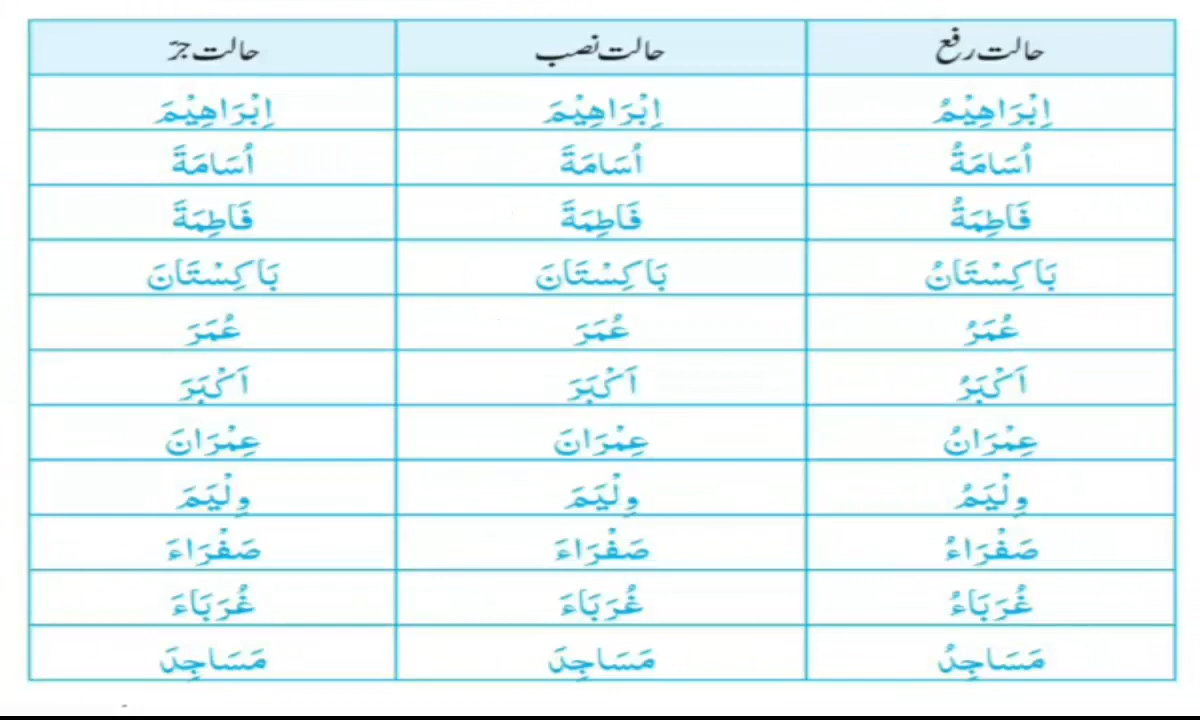 حالت رفع حالت نصب حالت جرّ
اِبْرَاهِيْمُ اِبْرَاهِيْمَ اِبْرَاهِيْمَ
اُسَامَةُ اُسَامَةَ اُسَامَةَ
فَاطِمَةُ فَاطِمَةَ فَاطِمَةَ
بَاكِسْتَانُ بَاكِسْتَانَ بَاكِسْتَانَ
عُمَرُ عُمَرَ عُمَرَ
اَكْبَرُ اَكْبَرَ اَكْبَرَ
عِمْرَانُ عِمْرَانَ عِمْرَانَ
وِلْيَمُ وِلْيَمَ وِلْيَمَ
صَفْرَاءُ صَفْرَاءَ صَفْرَاءَ
غُرَبَاءُ غُرَبَاءَ غُرَبَاءَ
مَسَاجِدُ مَسَاجِدَ مَسَاجِدَ